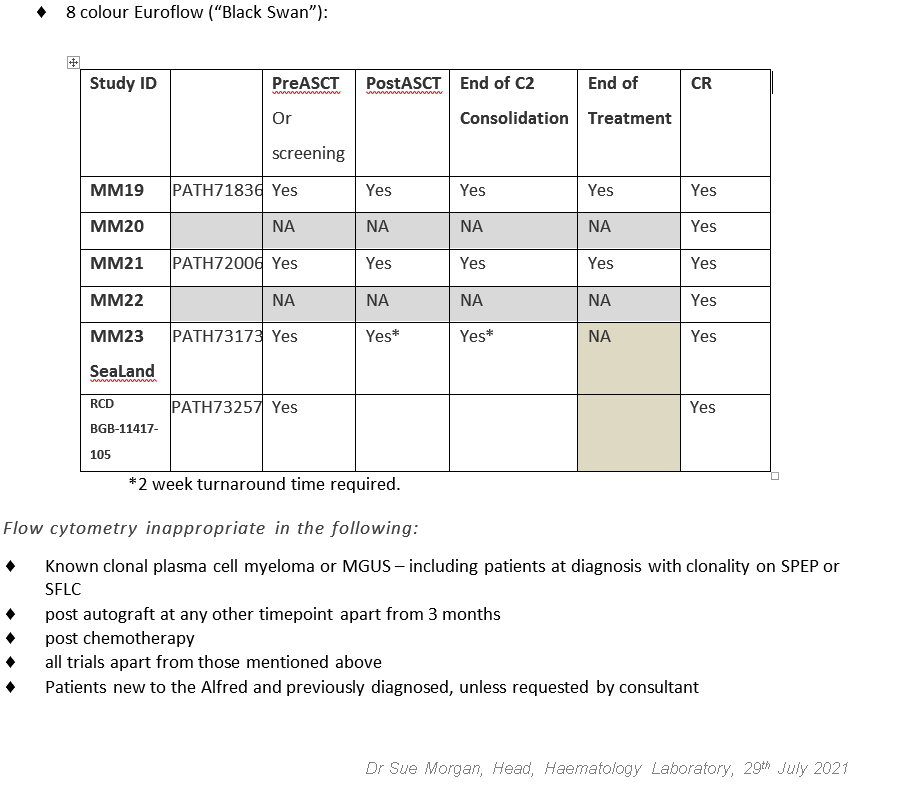 ♦ 8 colour Euroflow (“Black Swan”):
Study ID PreASCT PostASCT End of C2 End of CR
Or Consolidation Treatment
screening
MM19 PATH71836 Yes Yes Yes Yes Yes
MM20 NA NA NA NA Yes
MM21 PATH72006 Yes Yes Yes Yes Yes
MM22 NA NA NA NA Yes
MM23 PATH73173 Yes Yes* Yes* NA Yes
SeaLand
RCD PATH73257 Yes Yes
BGB-11417-
105
*2 week turnaround time required.
Flow cytometry inappropriate in the following:
♦ Known clonal plasma cell myeloma or MGUS – including patients at diagnosis with clonality on SPEP or
SFLC
♦ post autograft at any other timepoint apart from 3 months
♦ post chemotherapy
♦ all trials apart from those mentioned above
♦ Patients new to the Alfred and previously diagnosed, unless requested by consultant
Dr Sue Morgan, Head, Haematology Laboratory, 29th July 2021